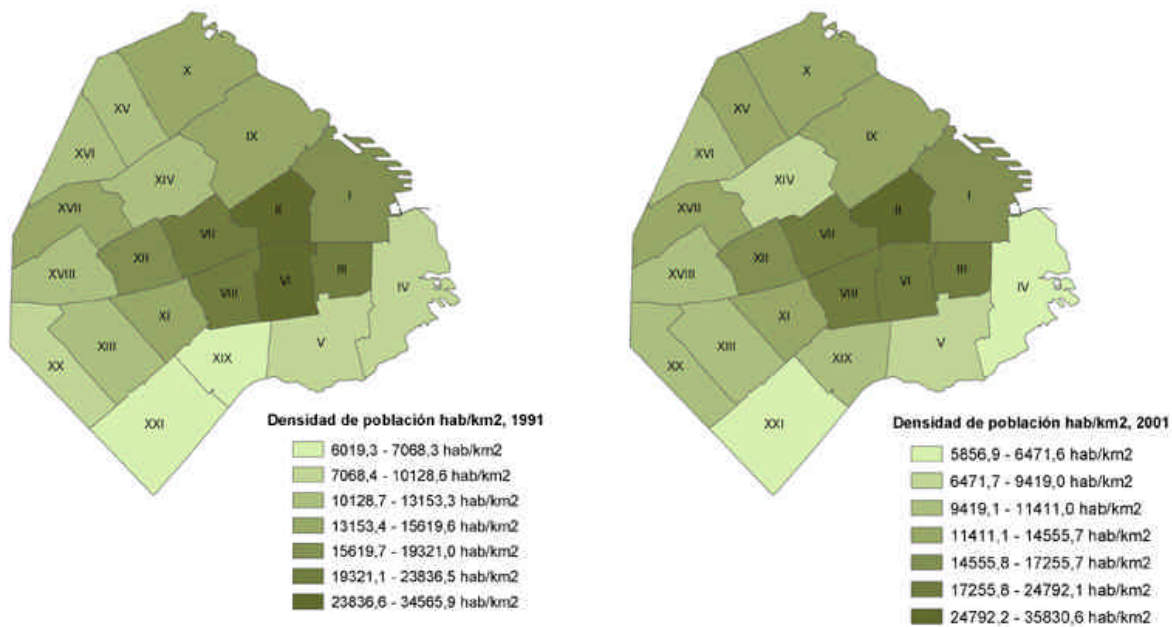 X
XV
IX
XVI
XIV
I
XVII
II
VII
XII
XVIII
III
VI
VIII
IV
XI
XIII
V
XIX
XX
XXI
Densidad de población hab/km2, 1991
6019,3 - 7068,3 hab/km2
7068,4 - 10128,6 hab/km2
10128,7 - 13153,3 hab/km2
13153,4 - 15619,6 hab/km2
15619,7 - 19321,0 hab/km2
19321,1 - 23836,5 hab/km2
23836,6 - 34565,9 hab/km2
X
XV
IX
XVI
XIV
I
XVII
II
VII
XII
XVIII
III
VI
VIII
IV
XI
XIII
V
XIX
XX
XXI
Densidad de población hab/km2, 2001
5856,9 - 6471,6 hab/km2
6471,7 - 9419,0 hab/km2
9419,1 - 11411,0 hab/km2
11411,1 - 14555,7 hab/km2
14555,8 - 17255,7 hab/km2
17255,8 - 24792,1 hab/km2
24792,2 - 35830,6 hab/km2